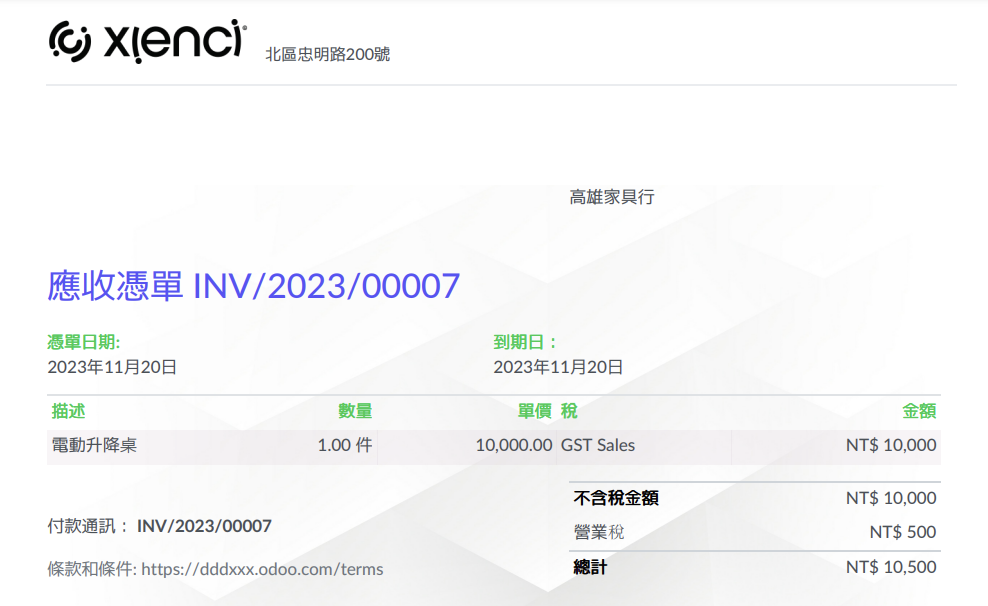 xienci® 北區忠明路200號
高雄家具行
應收憑單 INV/2023/00007
憑單日期: 到期日：
2023年11月20日 2023年11月20日
描述 數量 單價 稅 金額
電動升降桌 1.00 件 10,000.00 GST Sales NT$ 10,000
不含稅金額 NT$ 10,000
營業稅 NT$ 500
付款通訊： INV/2023/00007
總計 NT$ 10,500
條款和條件: https://dddxxx.odoo.com/terms